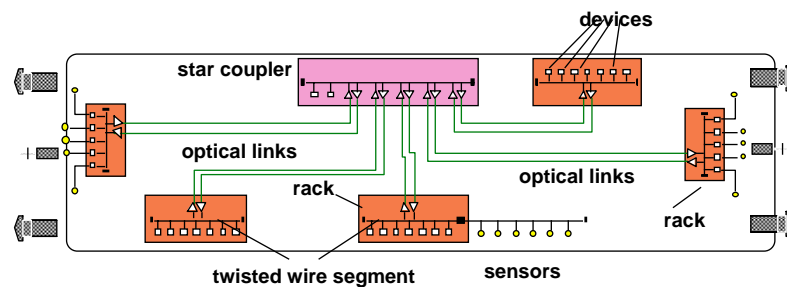 devices
star coupler
optical links
optical links
rack
rack
twisted wire segment
sensors